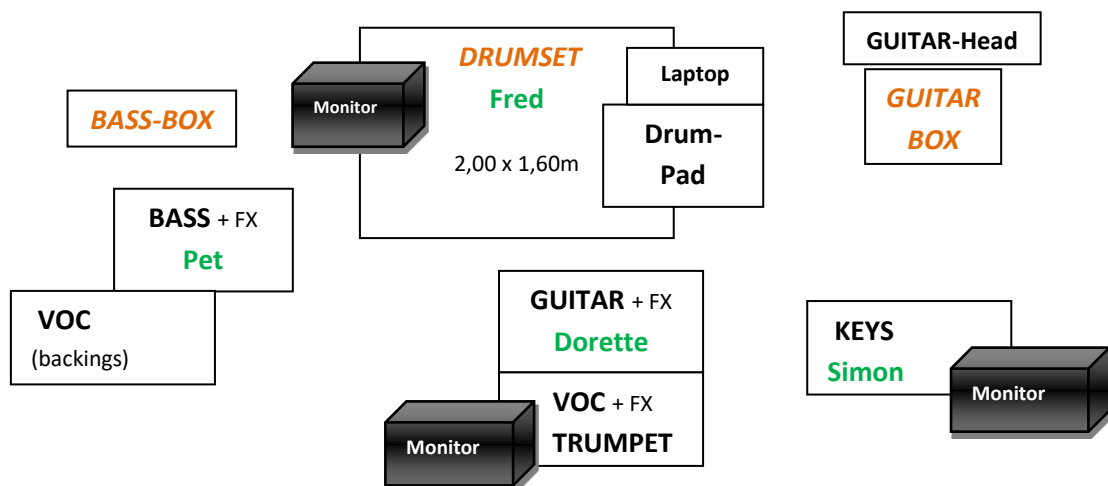 GUITAR-Head
DRUMSET
Laptop
Fred
Monitor
GUITAR
BOX
BASS-BOX
Drum-
Pad
2,00 x 1,60m
BASS + FX
Pet
VOC
(backings)
GUITAR + FX
Dorette
KEYS
Simon
Monitor
VOC + FX
TRUMPET
Monitor